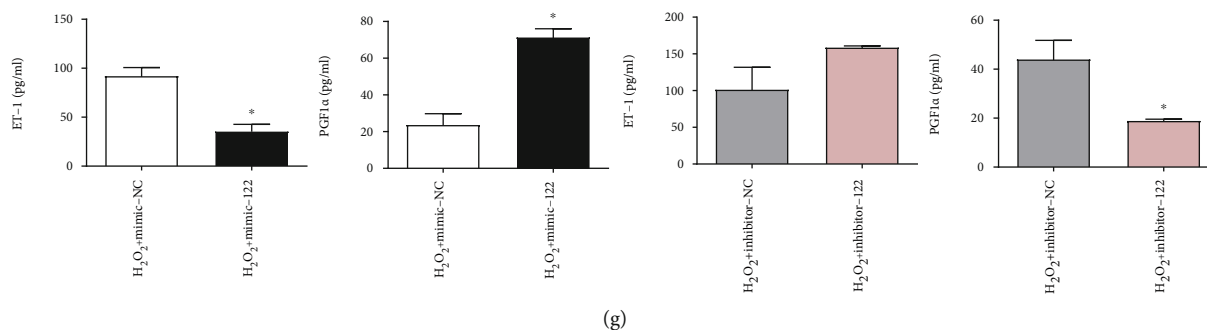 150
100
50
0
ET−1 (pg/ml)
*
H2O2+mimic−NC
H2O2+mimic−122
80
60
40
20
0
PGF1α (pg/ml)
*
H2O2+mimic−NC
H2O2+mimic−122
200
150
100
50
0
ET−1 (pg/ml)
H2O2+inhibitor−NC
H2O2+inhibitor−122
60
40
20
0
PGF1α (pg/ml)
*
H2O2+inhibitor−NC
H2O2+inhibitor−122
(g)